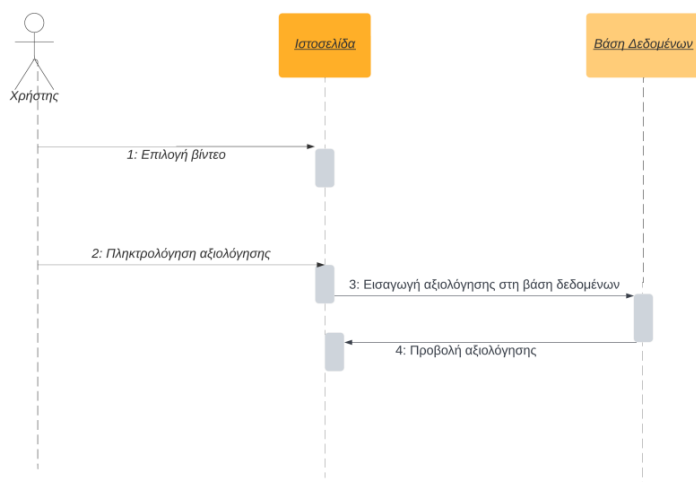 Ιστοσελίδα
Βάση Δεδομένων
Χρήστης
1: Επιλογή βίντεο
2: Πληκτρολόγηση αξιολόγησης
3: Εισαγωγή αξιολόγησης στη βάση δεδομένων
4: Προβολή αξιολόγησης